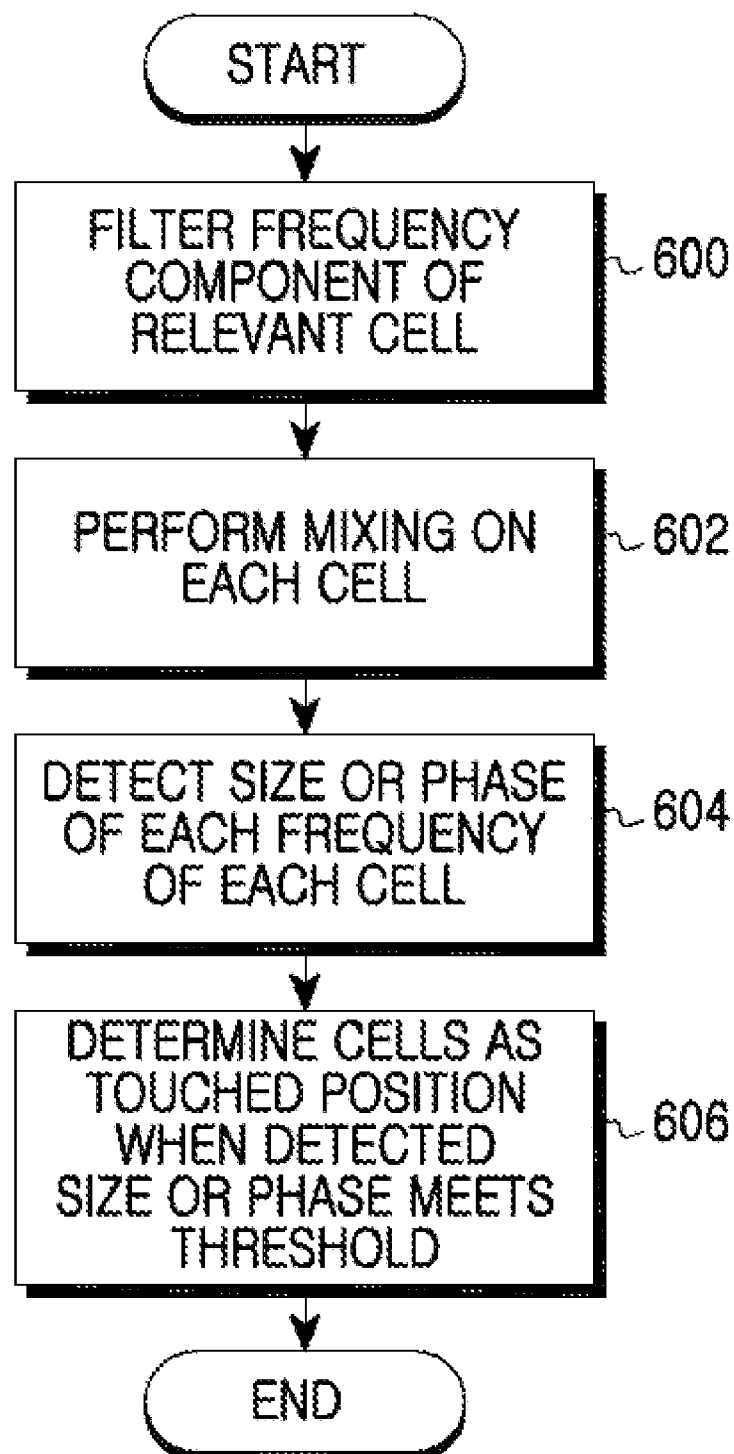 START
FILTER FREQUENCY
COMPONENT OF
RELEVANT CELL
600
PERFORM MIXING ON
EACH CELL
602
DETECT SIZE OR PHASE
OF EACH FREQUENCY
OF EACH CELL
604
DETERMINE CELLS AS
TOUCHED POSITION
WHEN DETECTED
SIZE OR PHASE MEETS
THRESHOLD
606
END